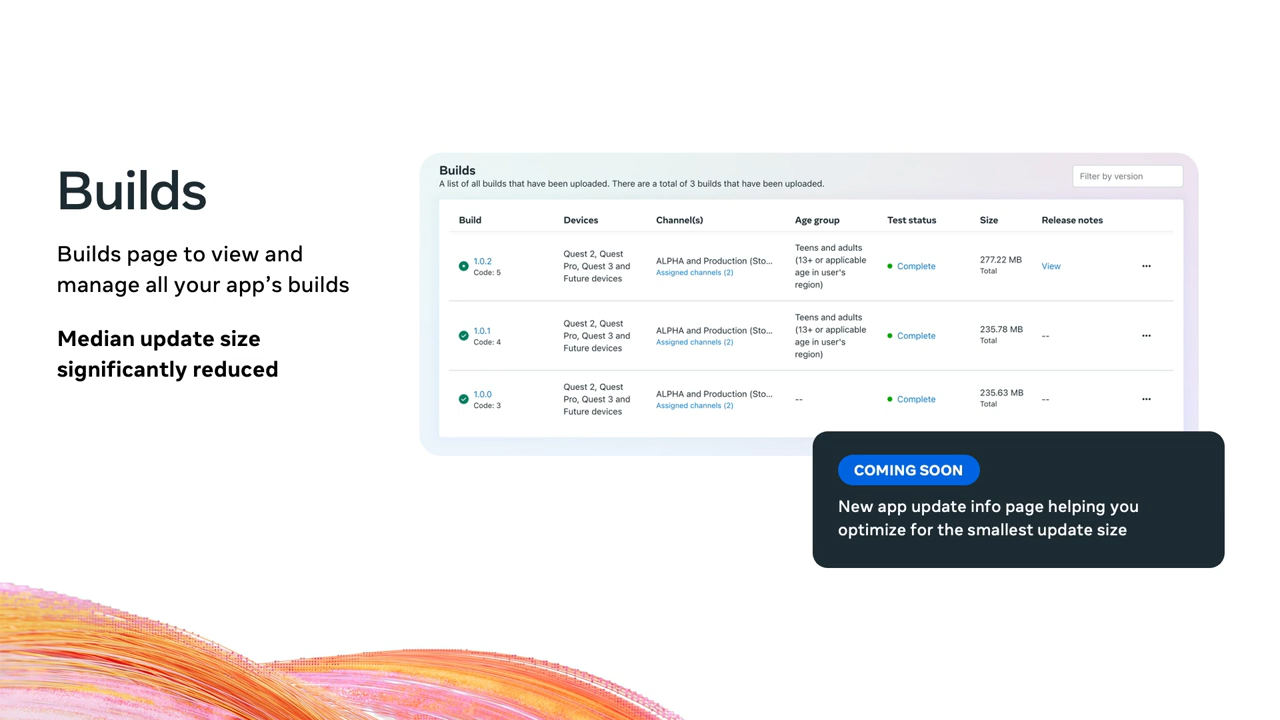 Builds
Builds page to view and
manage all your app's builds
Median update size
significantly reduced
Builds
A list of all builds that have been uploaded. There are a total of 3 builds that have been uploaded.
Filter by version
Build Devices Channel(s) Age group Test status Size Release notes
1.0.2
Code: 5
Quest 2, Quest
Pro, Quest 3 and
Future devices
ALPHA and Production (Sto...
Assigned channels (2)
Teens and adults
(13+ or applicable
age in user's
region)
Complete
277.22 MB
Total
View
...
1.0.1
Code: 4
Quest 2, Quest
Pro, Quest 3 and
Future devices
ALPHA and Production (Sto...
Assigned channels (2)
Teens and adults
(13+ or applicable
age in user's
region)
Complete
235.78 MB
Total
--
...
1.0.0
Code: 3
Quest 2, Quest
Pro, Quest 3 and
Future devices
ALPHA and Production (Sto...
Assigned channels (2)
--
Complete
235.63 MB
Total
--
...
COMING SOON
New app update info page helping you
optimize for the smallest update size